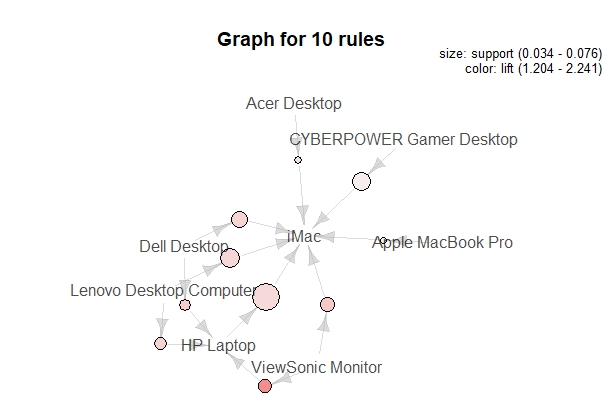 Graph for 10 rules
size: support (0.034 - 0.076)
color: lift (1.204 - 2.241)
Acer Desktop
CYBERPOWER Gamer Desktop
iMac
Apple MacBook Pro
Dell Desktop
Lenovo Desktop Computer
HP Laptop
ViewSonic Monitor